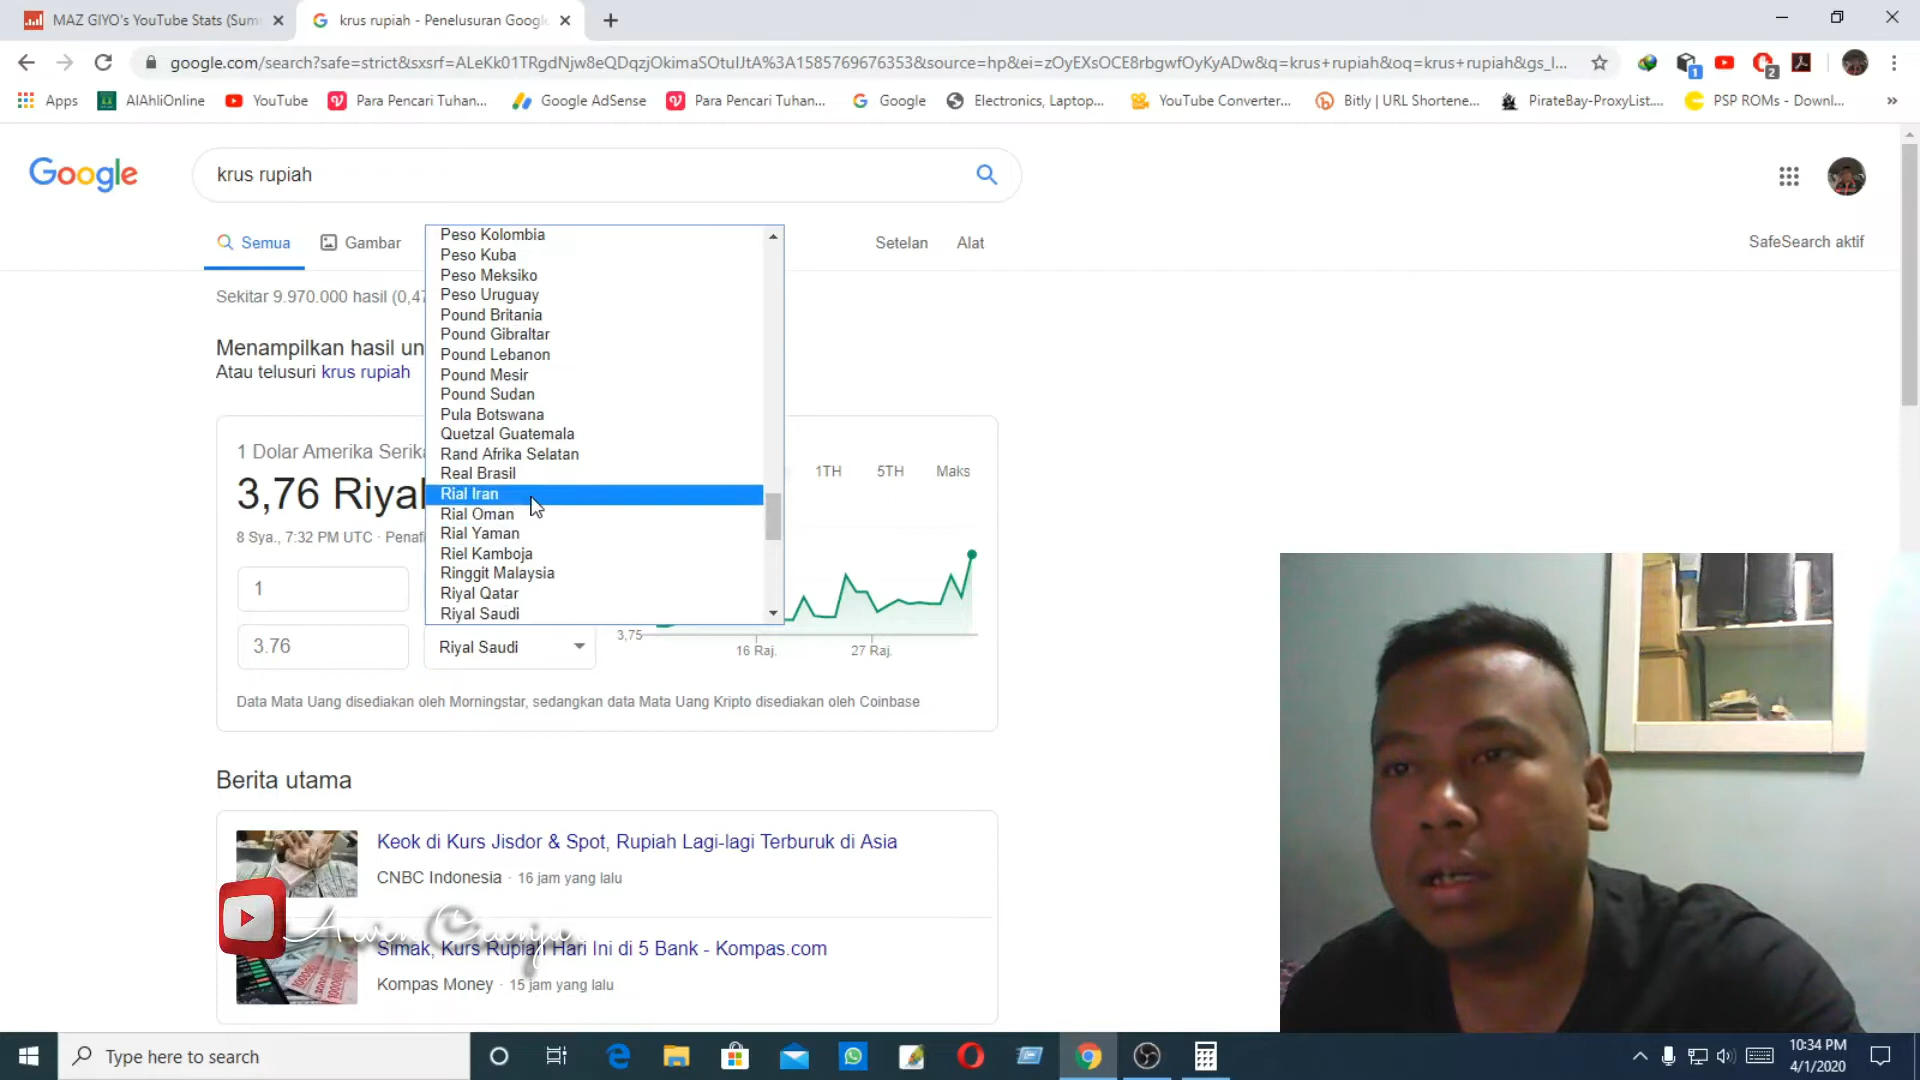 MAZ GIYO's YouTube Stats (Sum
krus rupiah - Penelusuran Google
google.com/search?safe=strict&sxsrf=ALeKk01TRgdNjw8eQDqzjOkimaSOtuIJtA%3A1585769676353&source=hp&ei=zOyEXsOCE8rbgwfOyKyADw&q=krus+rupiah&oq=krus+rupiah&gs_l...
1
2
Apps
AlAhliOnline
YouTube
Para Pencari Tuhan...
Google AdSense
Para Pencari Tuhan...
Google
Electronics, Laptop...
YouTube Converter...
Bitly | URL Shortene...
PirateBay-ProxyList....
PSP ROMs - Downl...
»
Google
krus rupiah
Semua
Gambar
Setelan
Alat
SafeSearch aktif
Sekitar 9.970.000 hasil (0,47
Menampilkan hasil un
Atau telusuri krus rupiah
1 Dolar Amerika Serika
3,76 Riyal
8 Sya., 7:32 PM UTC · Penaf
1
3.76
Riyal Saudi
Peso Kolombia
Peso Kuba
Peso Meksiko
Peso Uruguay
Pound Britania
Pound Gibraltar
Pound Lebanon
Pound Mesir
Pound Sudan
Pula Botswana
Quetzal Guatemala
Rand Afrika Selatan
Real Brasil
Rial Iran
Rial Oman
Rial Yaman
Riel Kamboja
Ringgit Malaysia
Riyal Qatar
Riyal Saudi
1TH
5TH
Maks
3,75
16 Raj.
27 Raj.
Data Mata Uang disediakan oleh Morningstar, sedangkan data Mata Uang Kripto disediakan oleh Coinbase
Berita utama
Keok di Kurs Jisdor & Spot, Rupiah Lagi-lagi Terburuk di Asia
CNBC Indonesia · 16 jam yang lalu
Simak, Kurs Rupiah Hari Ini di 5 Bank - Kompas.com
Kompas Money · 15 jam yang lalu
Type here to search
10:34 PM
4/1/2020